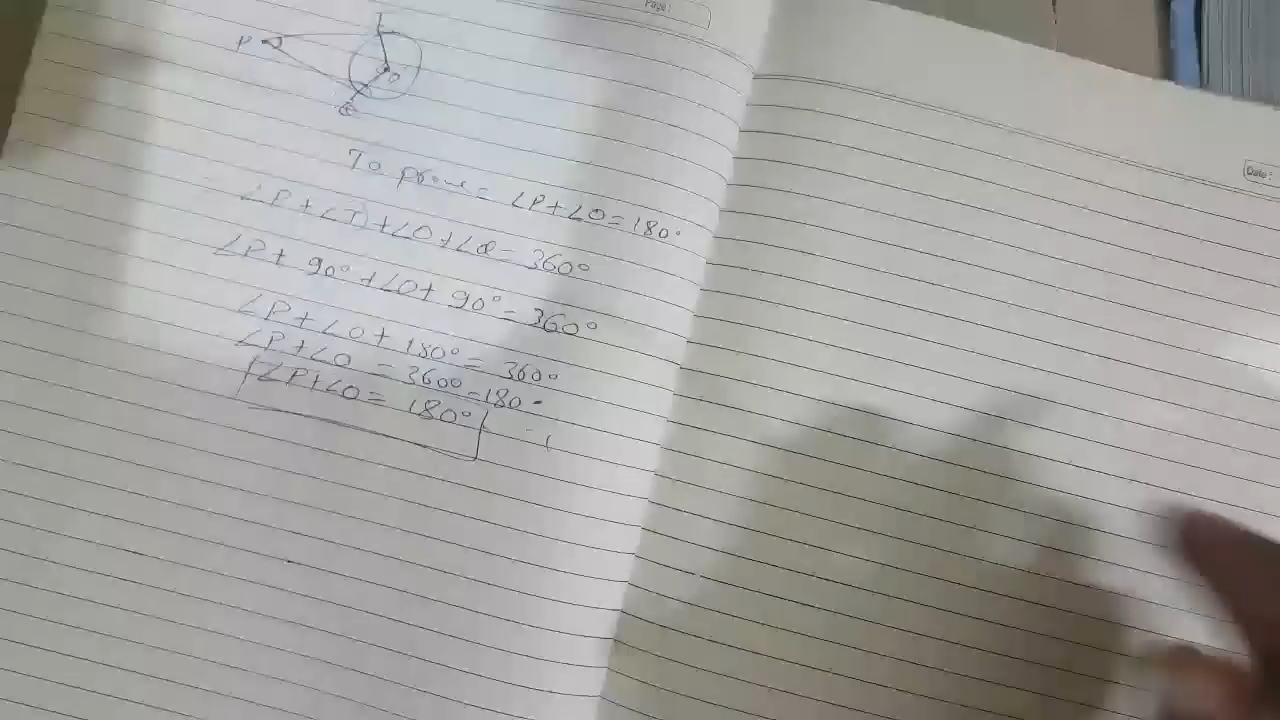 Page:
Date:
T
P
O
Q
To prove = ∠P+∠O=180°
∠P+∠T+∠O+∠Q=360°
∠P+ 90°+∠O+ 90°=360°
∠P+∠O+ 180°= 360°
∠P+∠O = 360°-180°
∠P+∠O= 180°